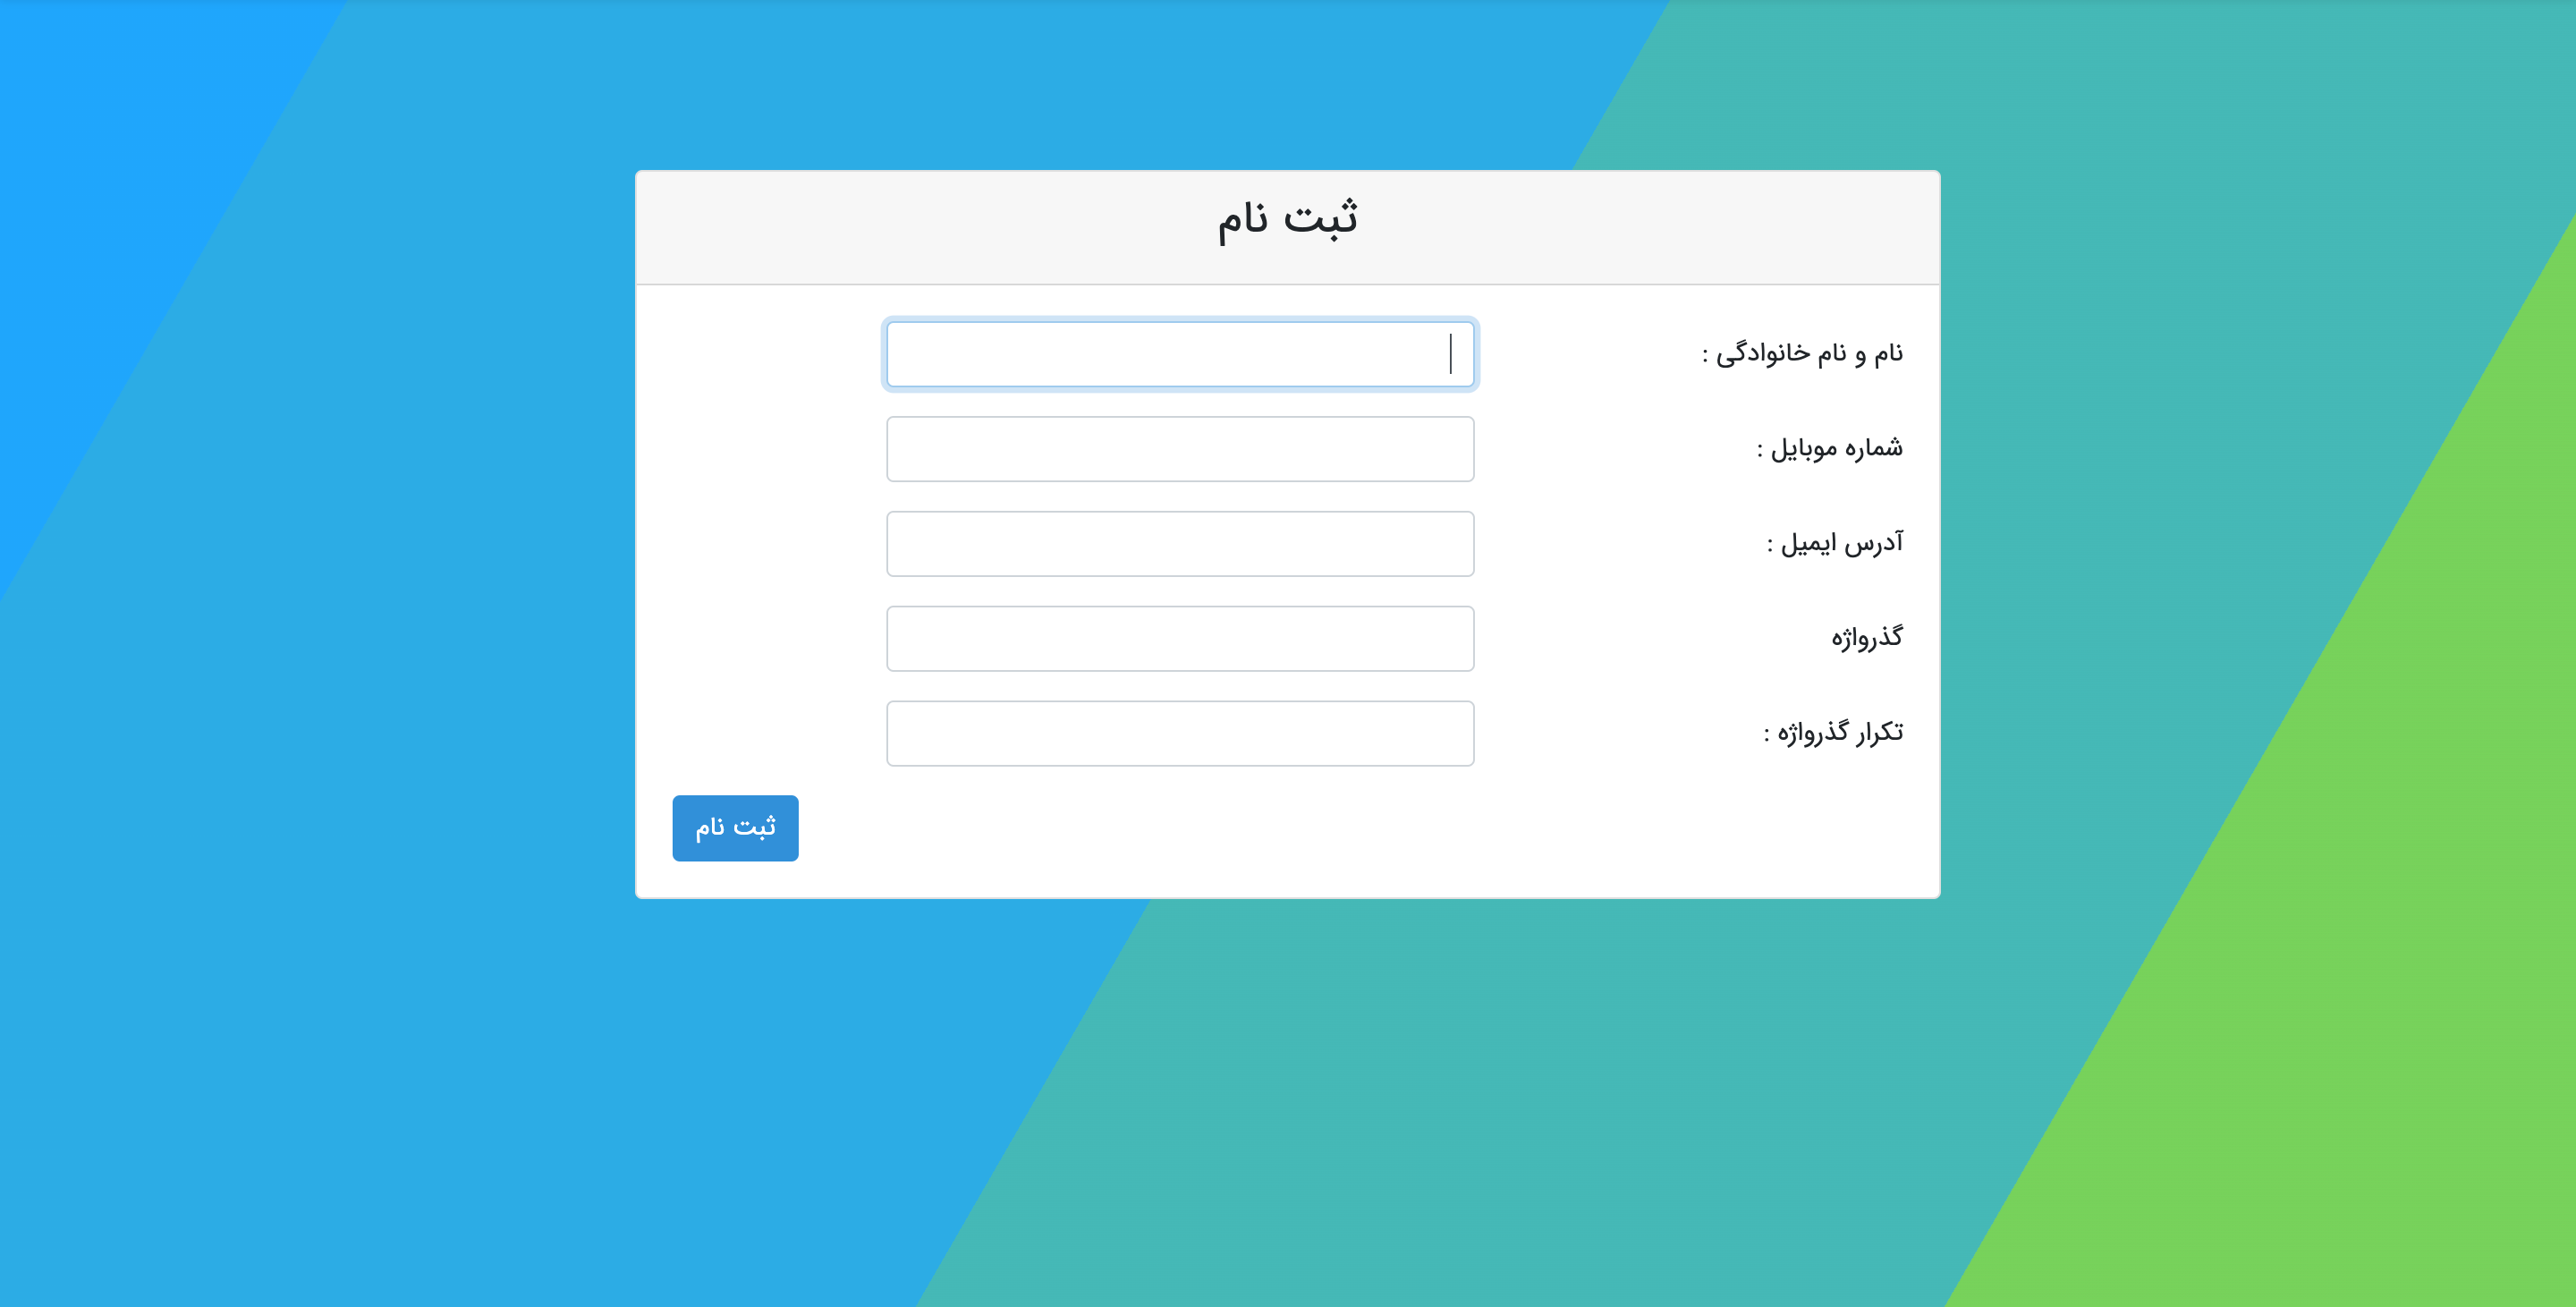 ثبت نام
نام و نام خانوادگی :
شماره موبایل :
آدرس ایمیل :
گذرواژه
تکرار گذرواژه :
ثبت نام